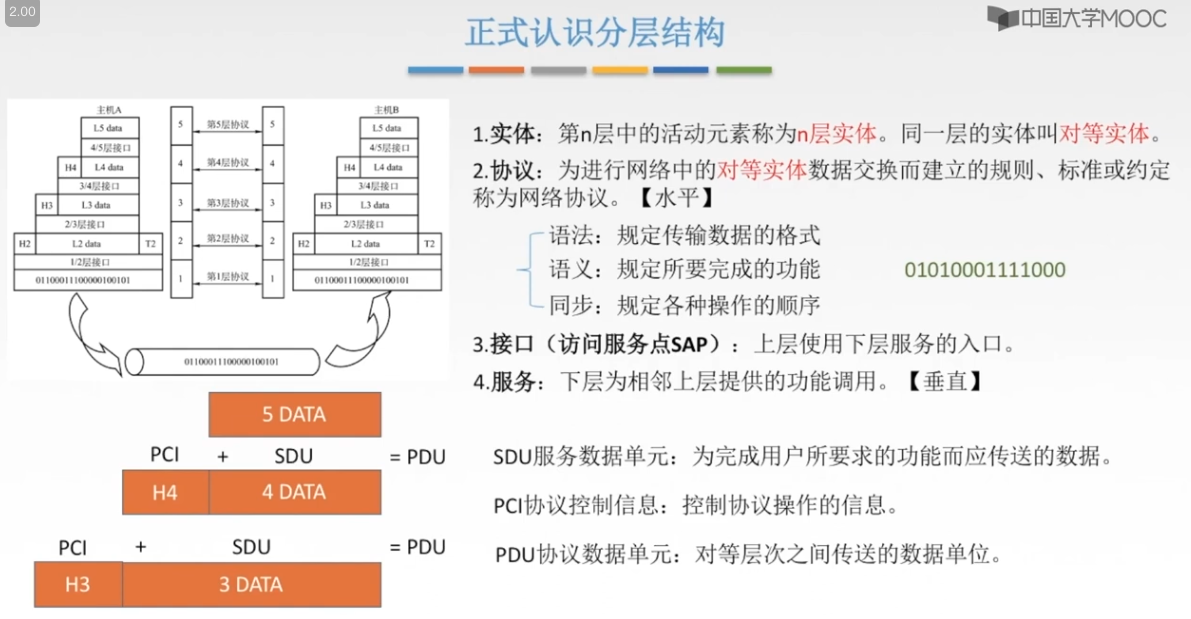 2.00
中国大学MOOC
正式认识分层结构
主机A
主机B
L5 data
5
第5层协议
5
L5 data
4/5层接口
4/5层接口
H4 L4 data
4
第4层协议
4
H4 L4 data
3/4层接口
3/4层接口
H3 L3 data
3
第3层协议
3
H3 L3 data
2/3层接口
2/3层接口
H2 L2 data T2
2
第2层协议
2
H2 L2 data T2
1/2层接口
1/2层接口
01100011100000100101
1
第1层协议
1
01100011100000100101
01100011100000100101
5 DATA
PCI + SDU = PDU
H4 4 DATA
PCI + SDU = PDU
H3 3 DATA
1.实体：第n层中的活动元素称为n层实体。同一层的实体叫对等实体。
2.协议：为进行网络中的对等实体数据交换而建立的规则、标准或约定
称为网络协议。【水平】
语法：规定传输数据的格式
语义：规定所要完成的功能
01010001111000
同步：规定各种操作的顺序
3.接口（访问服务点SAP）：上层使用下层服务的入口。
4.服务：下层为相邻上层提供的功能调用。【垂直】
SDU服务数据单元：为完成用户所要求的功能而应传送的数据。
PCI协议控制信息：控制协议操作的信息。
PDU协议数据单元：对等层次之间传送的数据单位。